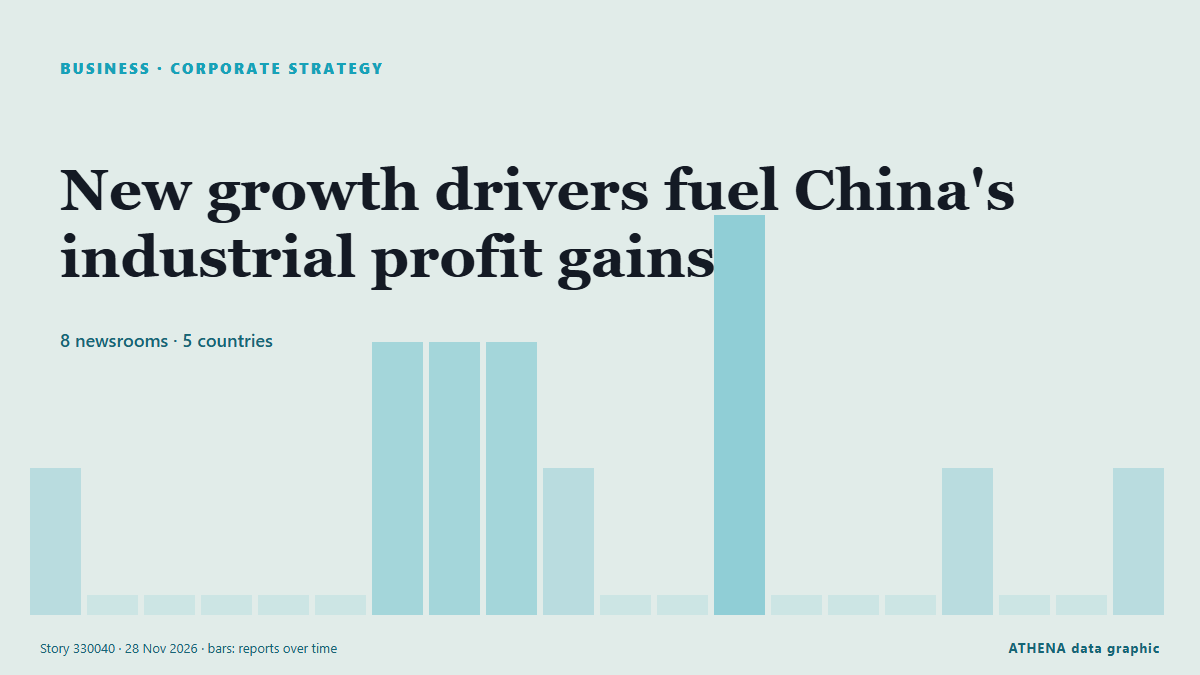 BUSINESS · CORPORATE STRATEGY
New growth drivers fuel China's
industrial profit gains
8 newsrooms · 5 countries
Story 330040 · 28 Nov 2026 · bars: reports over time
ATHENA data graphic